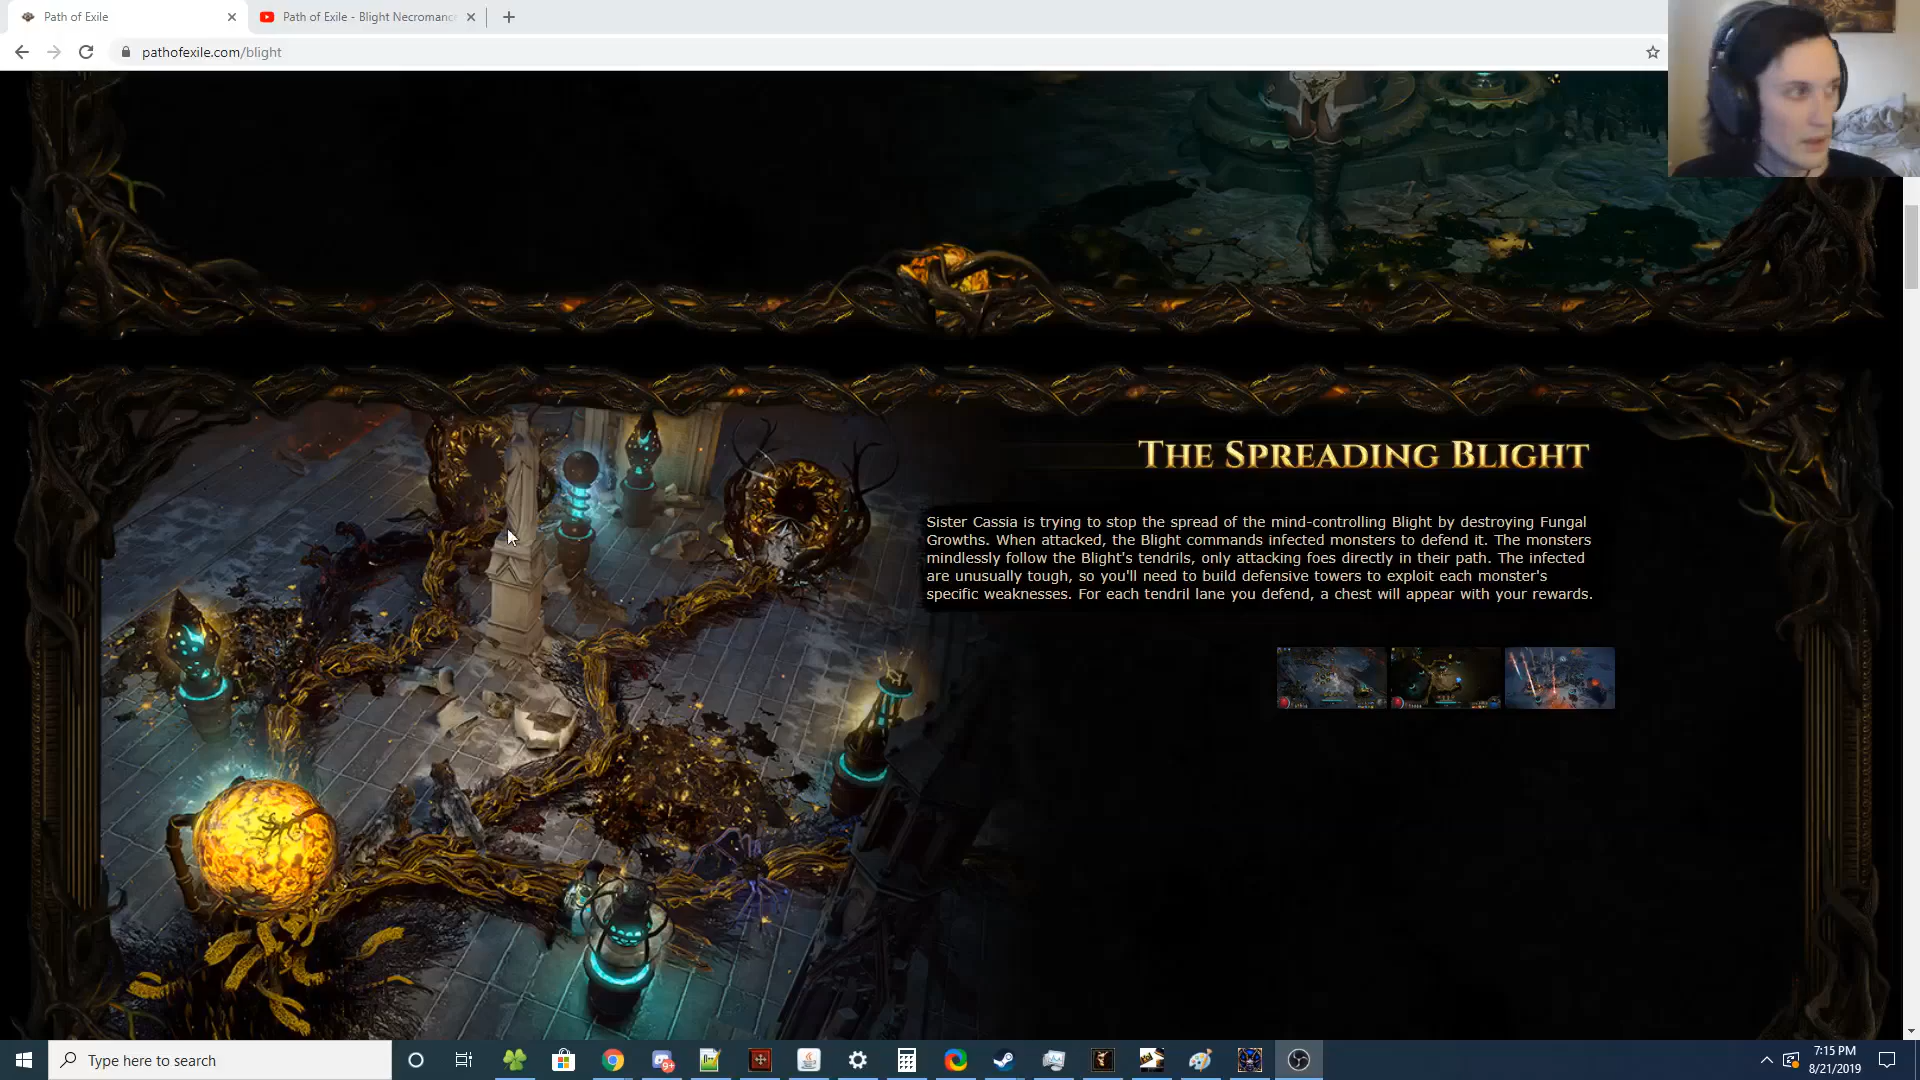 Path of Exile
Path of Exile - Blight Necromanc
pathofexile.com/blight
The Spreading Blight
Sister Cassia is trying to stop the spread of the mind-controlling Blight by destroying Fungal
Growths. When attacked, the Blight commands infected monsters to defend it. The monsters
mindlessly follow the Blight's tendrils, only attacking foes directly in their path. The infected
are unusually tough, so you'll need to build defensive towers to exploit each monster's
specific weaknesses. For each tendril lane you defend, a chest will appear with your rewards.
Type here to search
9+
7:15 PM
8/21/2019